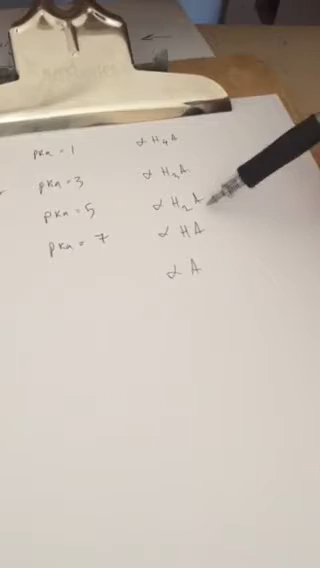 pKa = 1 α H4A
pKa = 3 α H3A
pKa = 5 α H2A
pKa = 7 α HA
α A